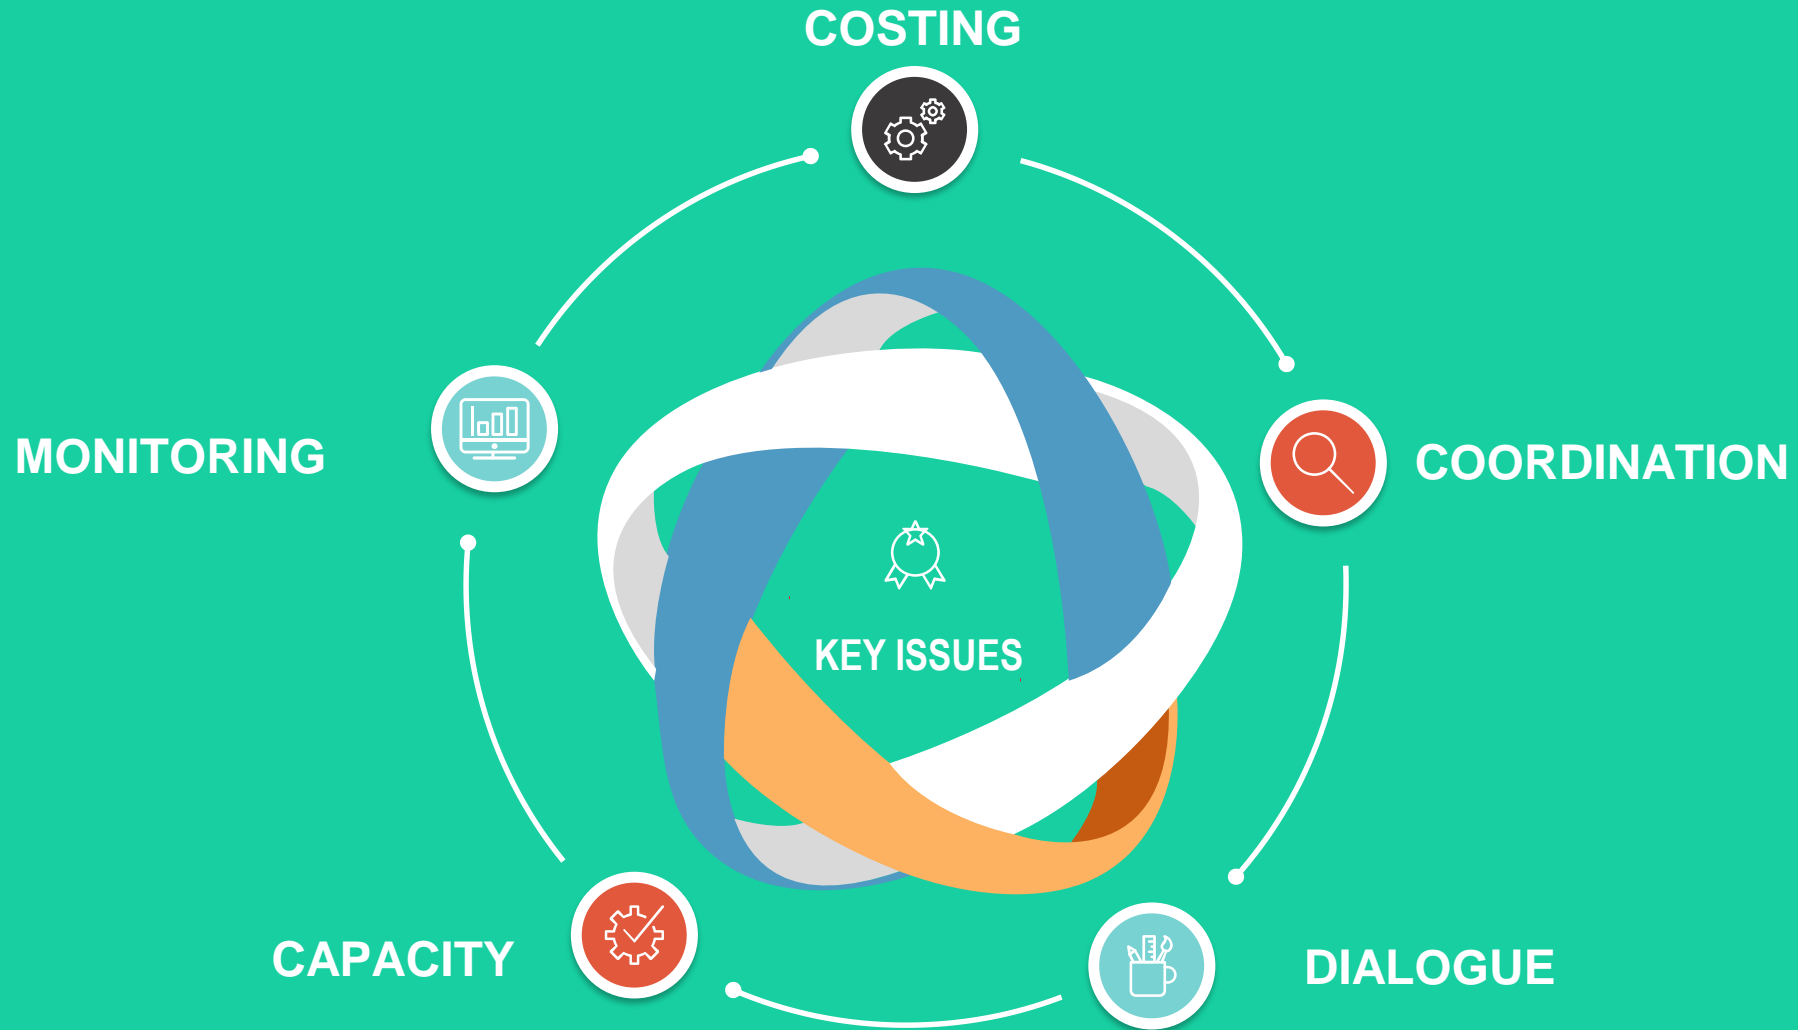 COSTING
MONITORING
COORDINATION
KEY ISSUES
CAPACITY
DIALOGUE